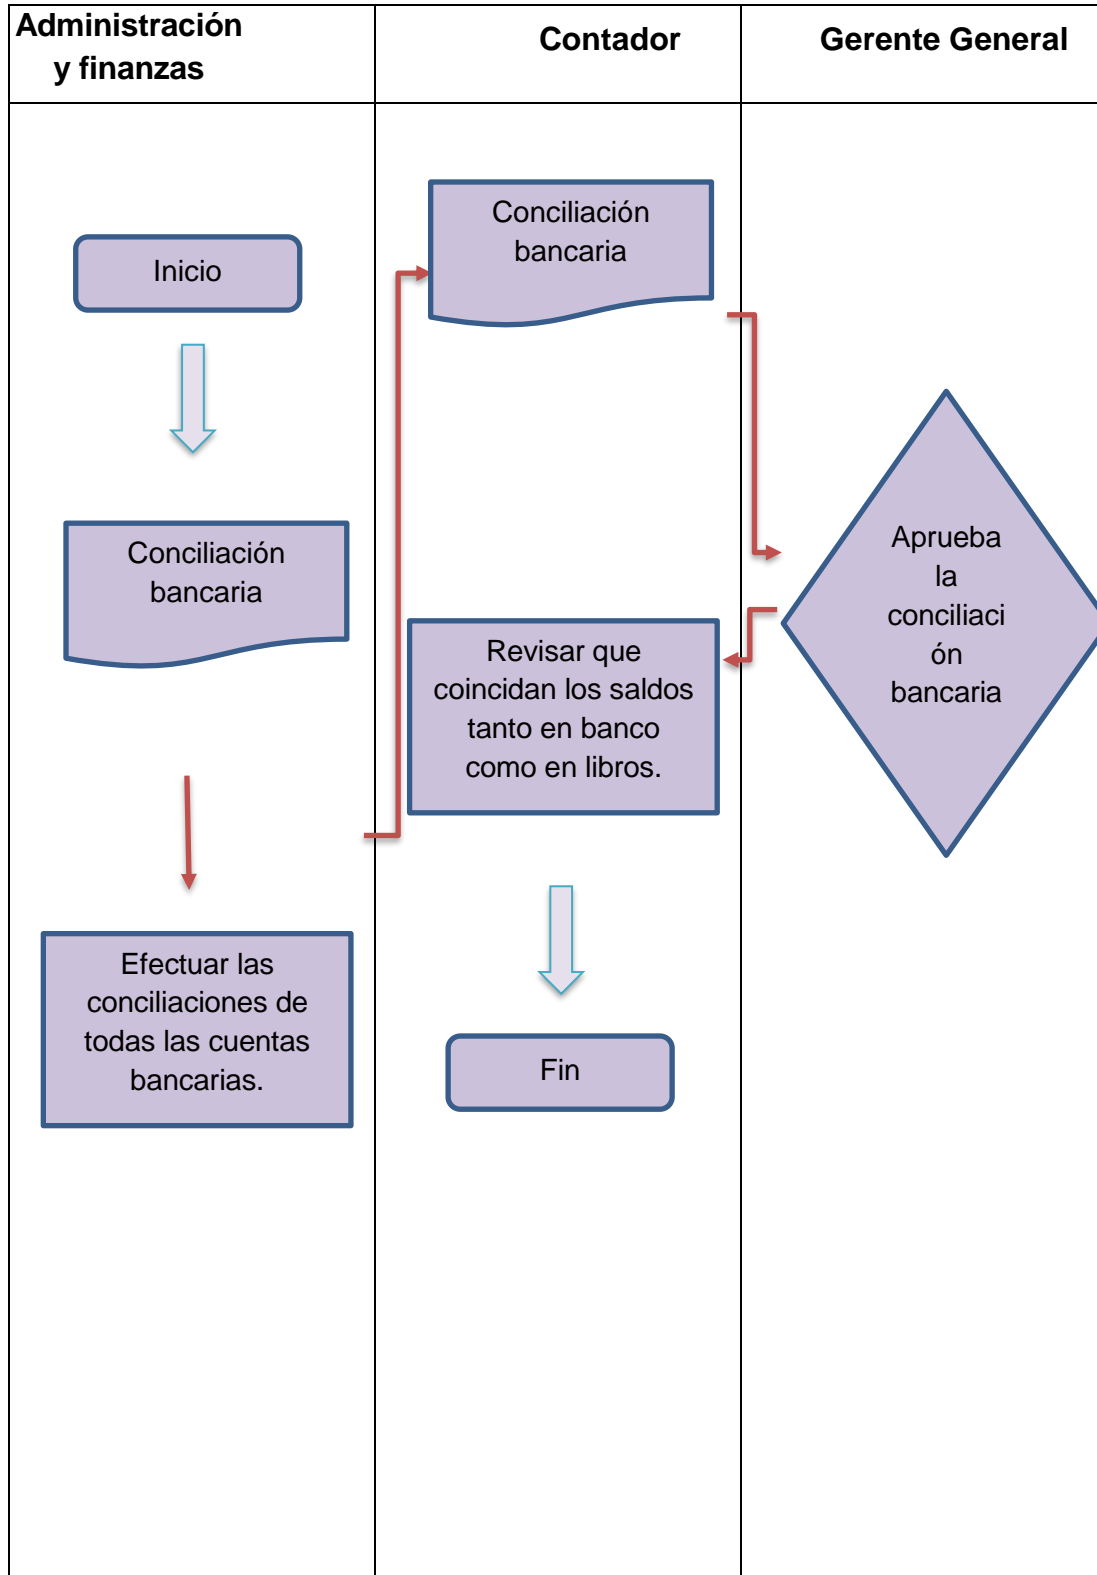 Administración
y finanzas
Contador
Gerente General
Inicio
Conciliación
bancaria
Efectuar las
conciliaciones de
todas las cuentas
bancarias.
Conciliación
bancaria
Revisar que
coincidan los saldos
tanto en banco
como en libros.
Fin
Aprueba
la
conciliaci
ón
bancaria